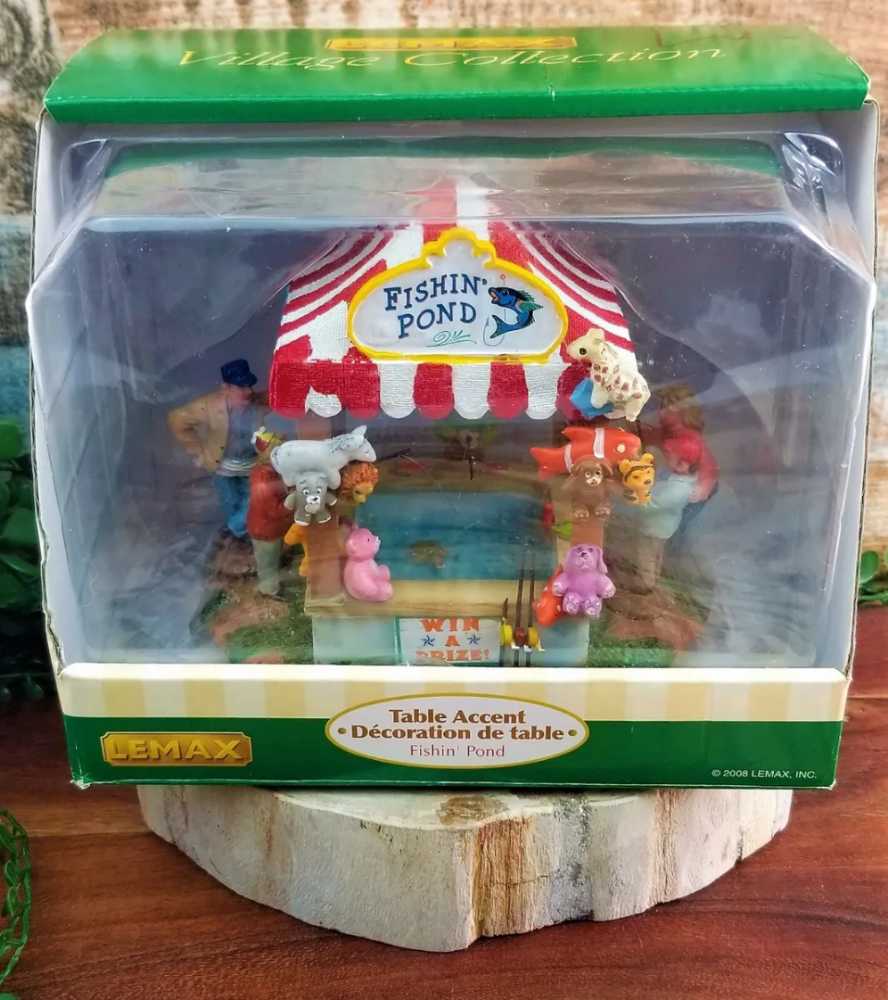 LEMAX
Village Collection
FISHIN'
POND
WIN
A
PRIZE!
Table Accent
• Décoration de table •
Fishin' Pond
LEMAX
© 2008 LEMAX, INC.